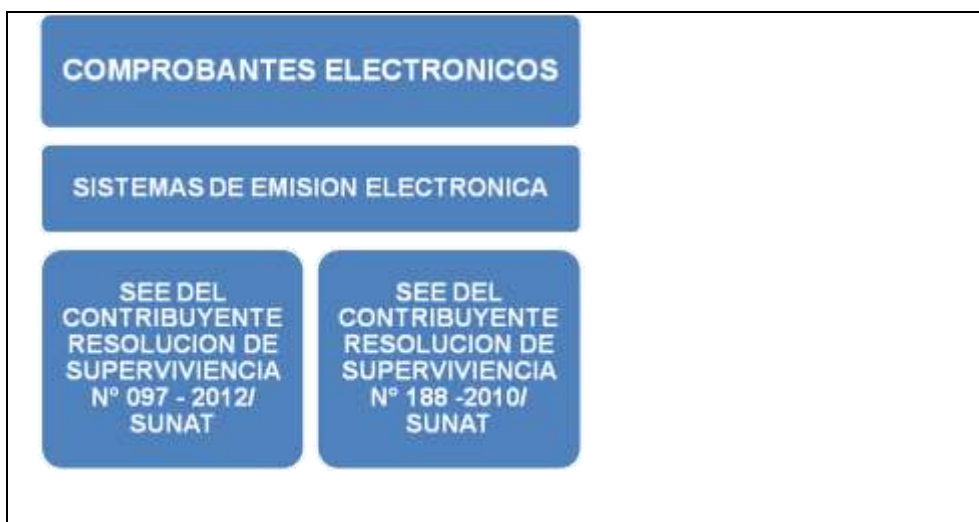 COMPROBANTES ELECTRONICOS
SISTEMAS DE EMISION ELECTRONICA
SEE DEL
CONTRIBUYENTE
RESOLUCION DE
SUPERVIVIENCIA
Nº 097 - 2012/
SUNAT
SEE DEL
CONTRIBUYENTE
RESOLUCION DE
SUPERVIVIENCIA
Nº 188 -2010/
SUNAT